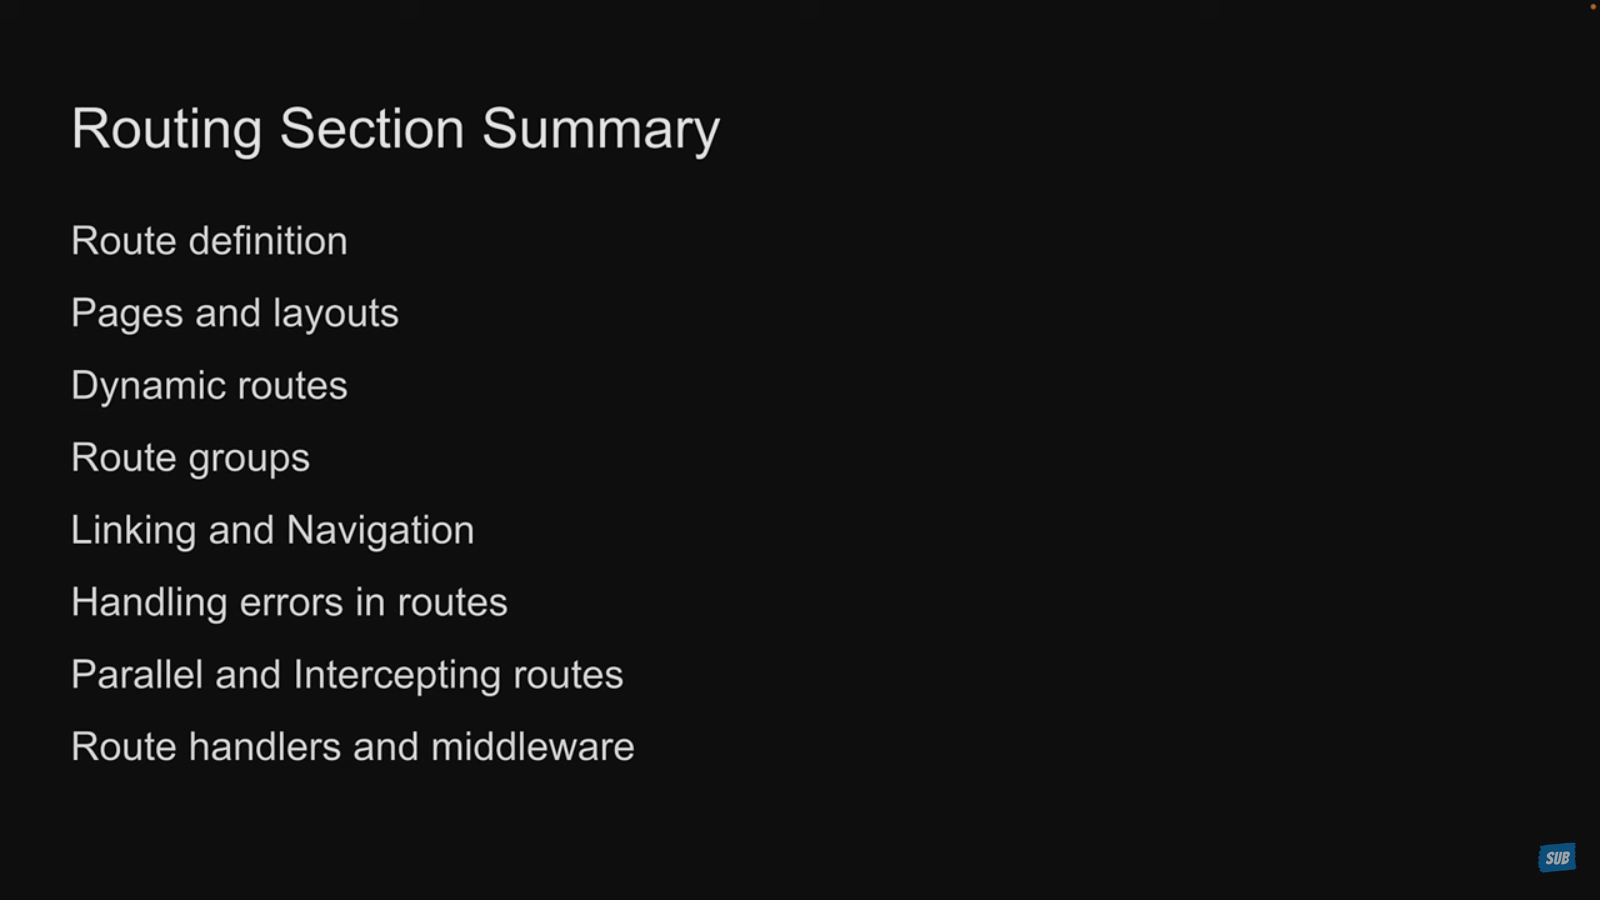 Routing Section Summary
Route definition
Pages and layouts
Dynamic routes
Route groups
Linking and Navigation
Handling errors in routes
Parallel and Intercepting routes
Route handlers and middleware
SUB